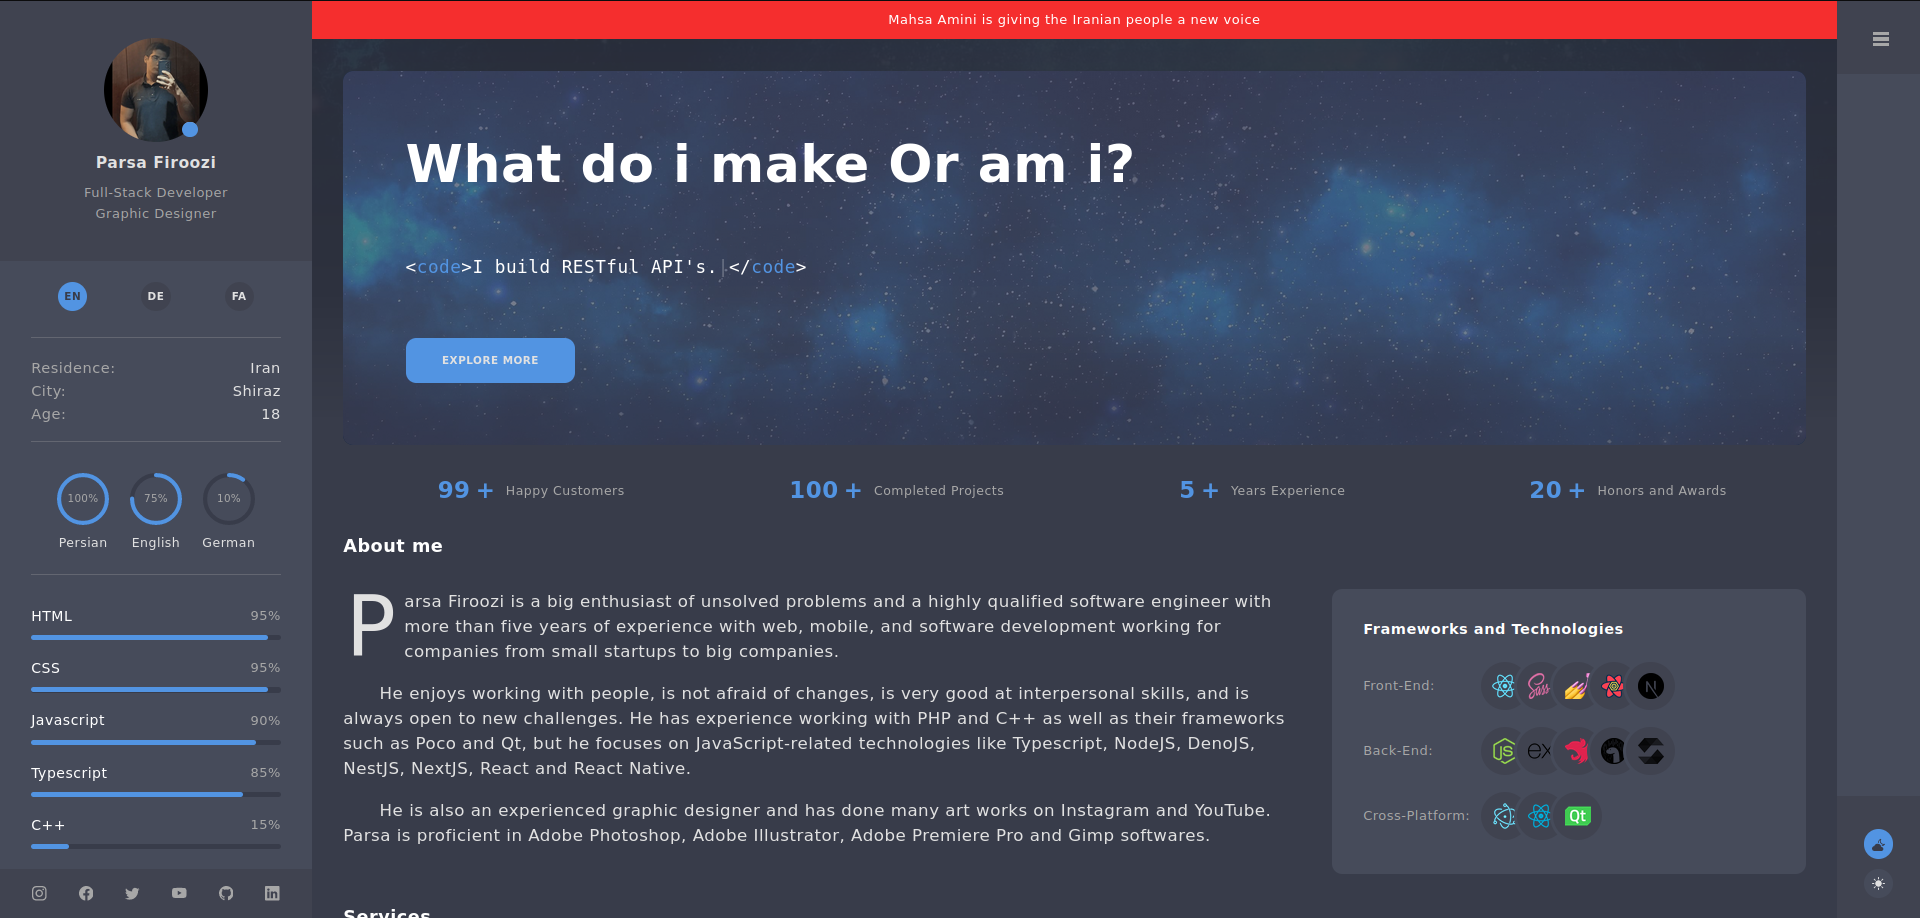 Mahsa Amini is giving the Iranian people a new voice
Parsa Firoozi
Full-Stack Developer
Graphic Designer
EN DE FA
Residence: Iran
City: Shiraz
Age: 18
100% 75% 10%
Persian English German
HTML 95%
CSS 95%
Javascript 90%
Typescript 85%
C++ 15%
What do i make Or am i?
<code>I build RESTful API's.|</code>
EXPLORE MORE
99 + Happy Customers 100 + Completed Projects 5 + Years Experience 20 + Honors and Awards
About me
Parsa Firoozi is a big enthusiast of unsolved problems and a highly qualified software engineer with
more than five years of experience with web, mobile, and software development working for
companies from small startups to big companies.
He enjoys working with people, is not afraid of changes, is very good at interpersonal skills, and is
always open to new challenges. He has experience working with PHP and C++ as well as their frameworks
such as Poco and Qt, but he focuses on JavaScript-related technologies like Typescript, NodeJS, DenoJS,
NestJS, NextJS, React and React Native.
He is also an experienced graphic designer and has done many art works on Instagram and YouTube.
Parsa is proficient in Adobe Photoshop, Adobe Illustrator, Adobe Premiere Pro and Gimp softwares.
Frameworks and Technologies
Front-End: Sass N
Back-End: JS ex
Cross-Platform: Qt
Services